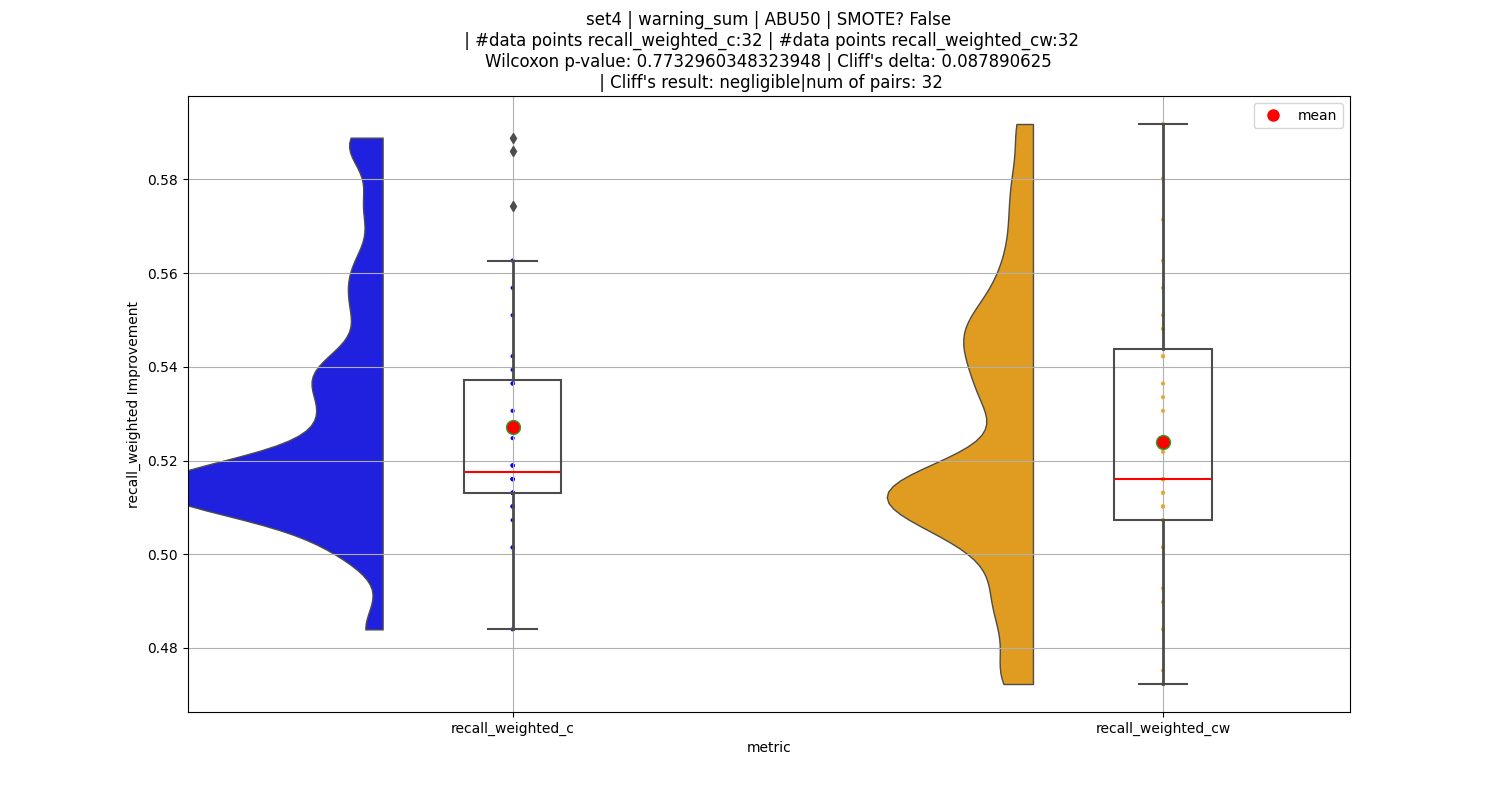 set4 | warning_sum | ABU50 | SMOTE? False
| #data points recall_weighted_c:32 | #data points recall_weighted_cw:32
Wilcoxon p-value: 0.7732960348323948 | Cliff's delta: 0.087890625
| Cliff's result: negligible|num of pairs: 32
mean
0.58
0.56
0.54
0.52
0.50
0.48
recall_weighted Improvement
recall_weighted_c
recall_weighted_cw
metric